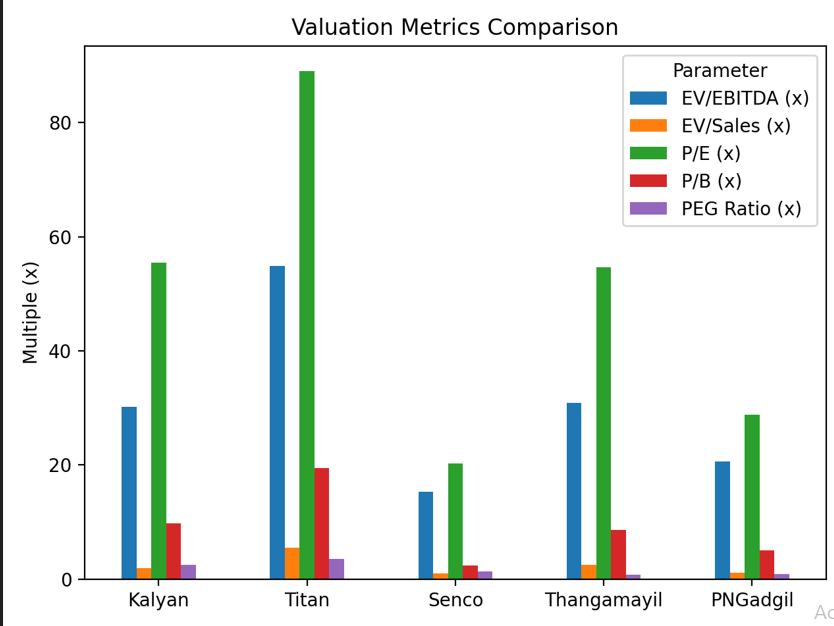 Valuation Metrics Comparison
Parameter
EV/EBITDA (x)
EV/Sales (x)
P/E (x)
P/B (x)
PEG Ratio (x)
Multiple (x)
80
60
40
20
0
Kalyan Titan Senco Thangamayil PNGadgil